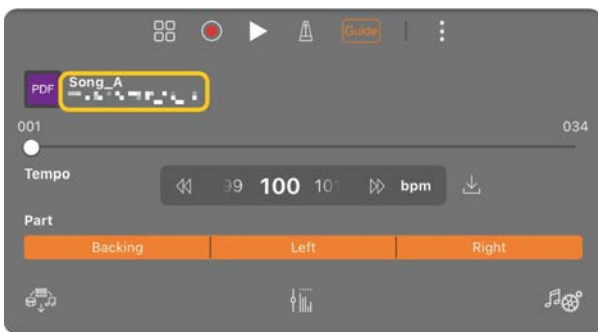 Guide
PDF
Song_A
001 034
Tempo
99 100 101 bpm
Part
Backing Left Right